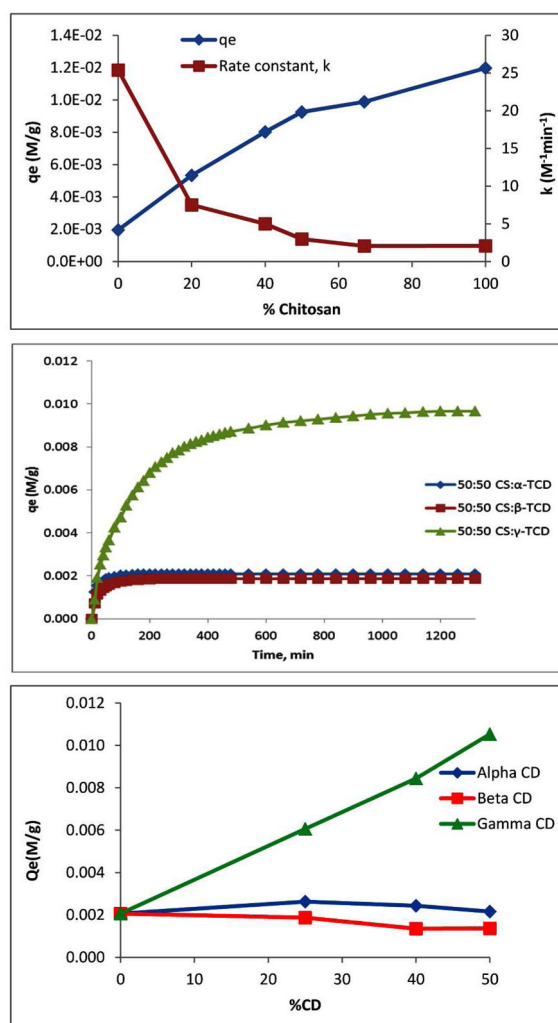 1.4E-02
1.2E-02
1.0E-02
8.0E-03
6.0E-03
4.0E-03
2.0E-03
0.0E+00
qe (M/g)
qe
Rate constant, k
30
25
20
15
10
5
0
k (M⁻¹min⁻¹)
0 20 40 60 80 100
% Chitosan
0.012
0.010
0.008
0.006
0.004
0.002
0.000
qe (M/g)
50:50 CS:α-TCD
50:50 CS:β-TCD
50:50 CS:γ-TCD
0 200 400 600 800 1000 1200
Time, min
0.012
0.010
0.008
0.006
0.004
0.002
0.000
Qe(M/g)
Alpha CD
Beta CD
Gamma CD
0 10 20 30 40 50
%CD